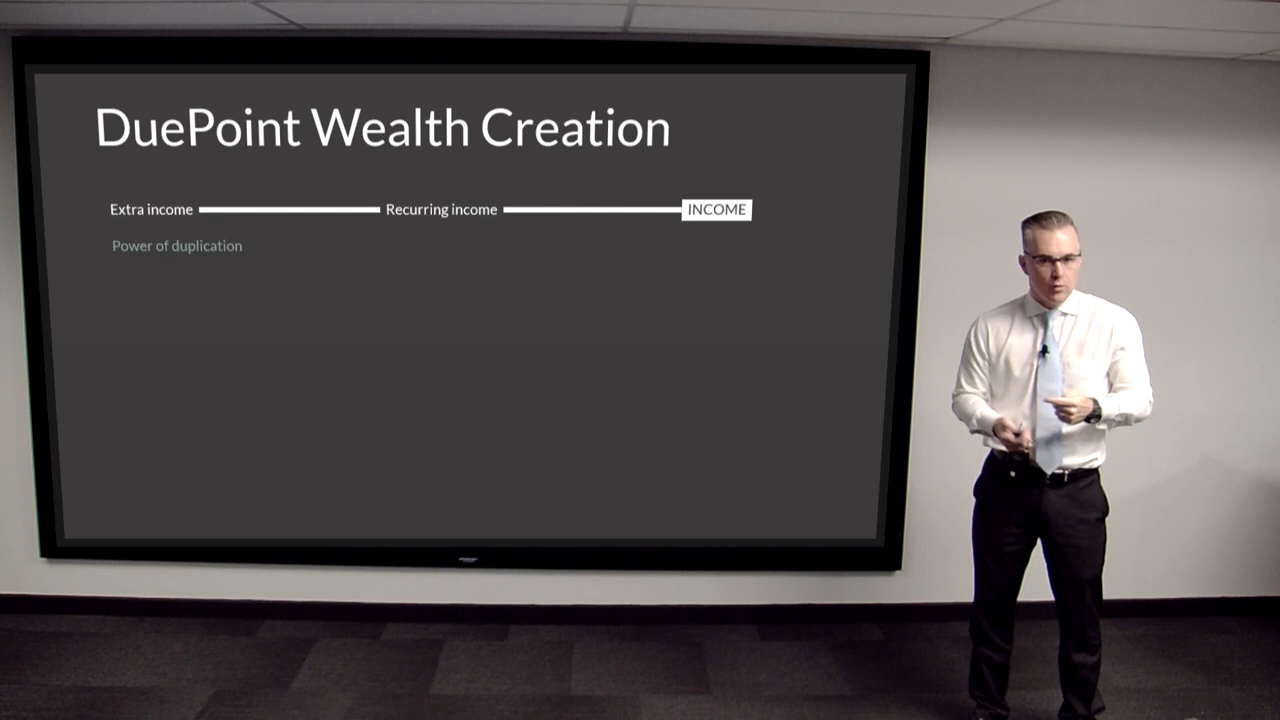 DuePoint Wealth Creation
Extra income Recurring income INCOME
Power of duplication